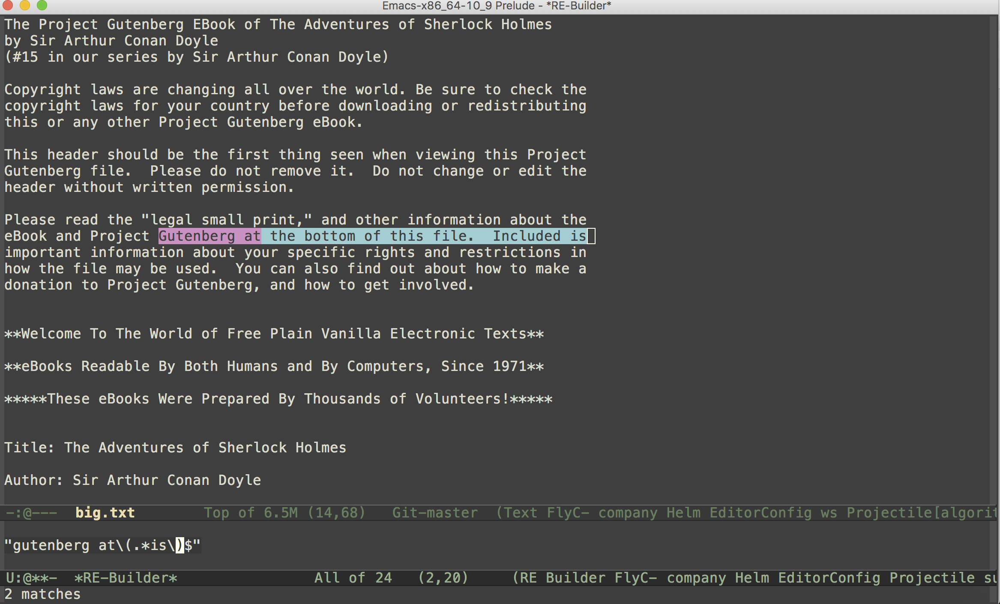 Emacs-x86_64-10_9 Prelude - *RE-Builder*
The Project Gutenberg EBook of The Adventures of Sherlock Holmes
by Sir Arthur Conan Doyle
(#15 in our series by Sir Arthur Conan Doyle)
Copyright laws are changing all over the world. Be sure to check the
copyright laws for your country before downloading or redistributing
this or any other Project Gutenberg eBook.
This header should be the first thing seen when viewing this Project
Gutenberg file.  Please do not remove it.  Do not change or edit the
header without written permission.
Please read the "legal small print," and other information about the
eBook and Project Gutenberg at the bottom of this file.  Included is
important information about your specific rights and restrictions in
how the file may be used.  You can also find out about how to make a
donation to Project Gutenberg, and how to get involved.
**Welcome To The World of Free Plain Vanilla Electronic Texts**
**eBooks Readable By Both Humans and By Computers, Since 1971**
*****These eBooks Were Prepared By Thousands of Volunteers!*****
Title: The Adventures of Sherlock Holmes
Author: Sir Arthur Conan Doyle
-:@---  big.txt        Top of 6.5M (14,68)   Git-master  (Text FlyC- company Helm EditorConfig ws Projectile[algorit
"gutenberg at\(.*is\)$"
U:@**-  *RE-Builder*                All of 24   (2,20)     (RE Builder FlyC- company Helm EditorConfig Projectile su
2 matches